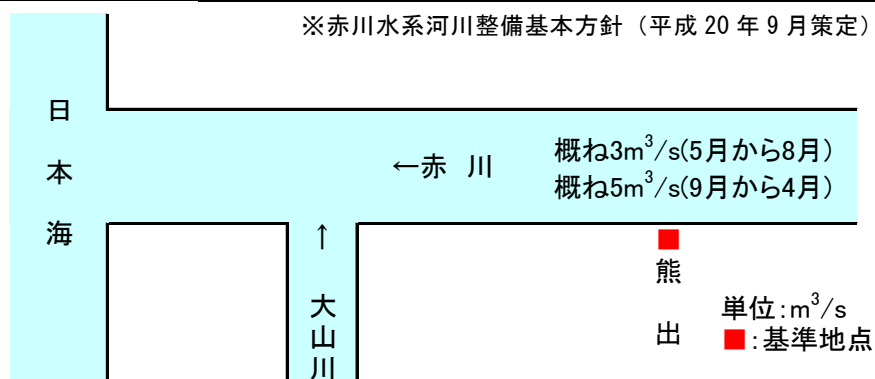 ※赤川水系河川整備基本方針（平成20年9月策定）
日本海
←赤 川
概ね3m³/s(5月から8月)
概ね5m³/s(9月から4月)
↑
大山川
■
熊出
単位:m³/s
■:基準地点